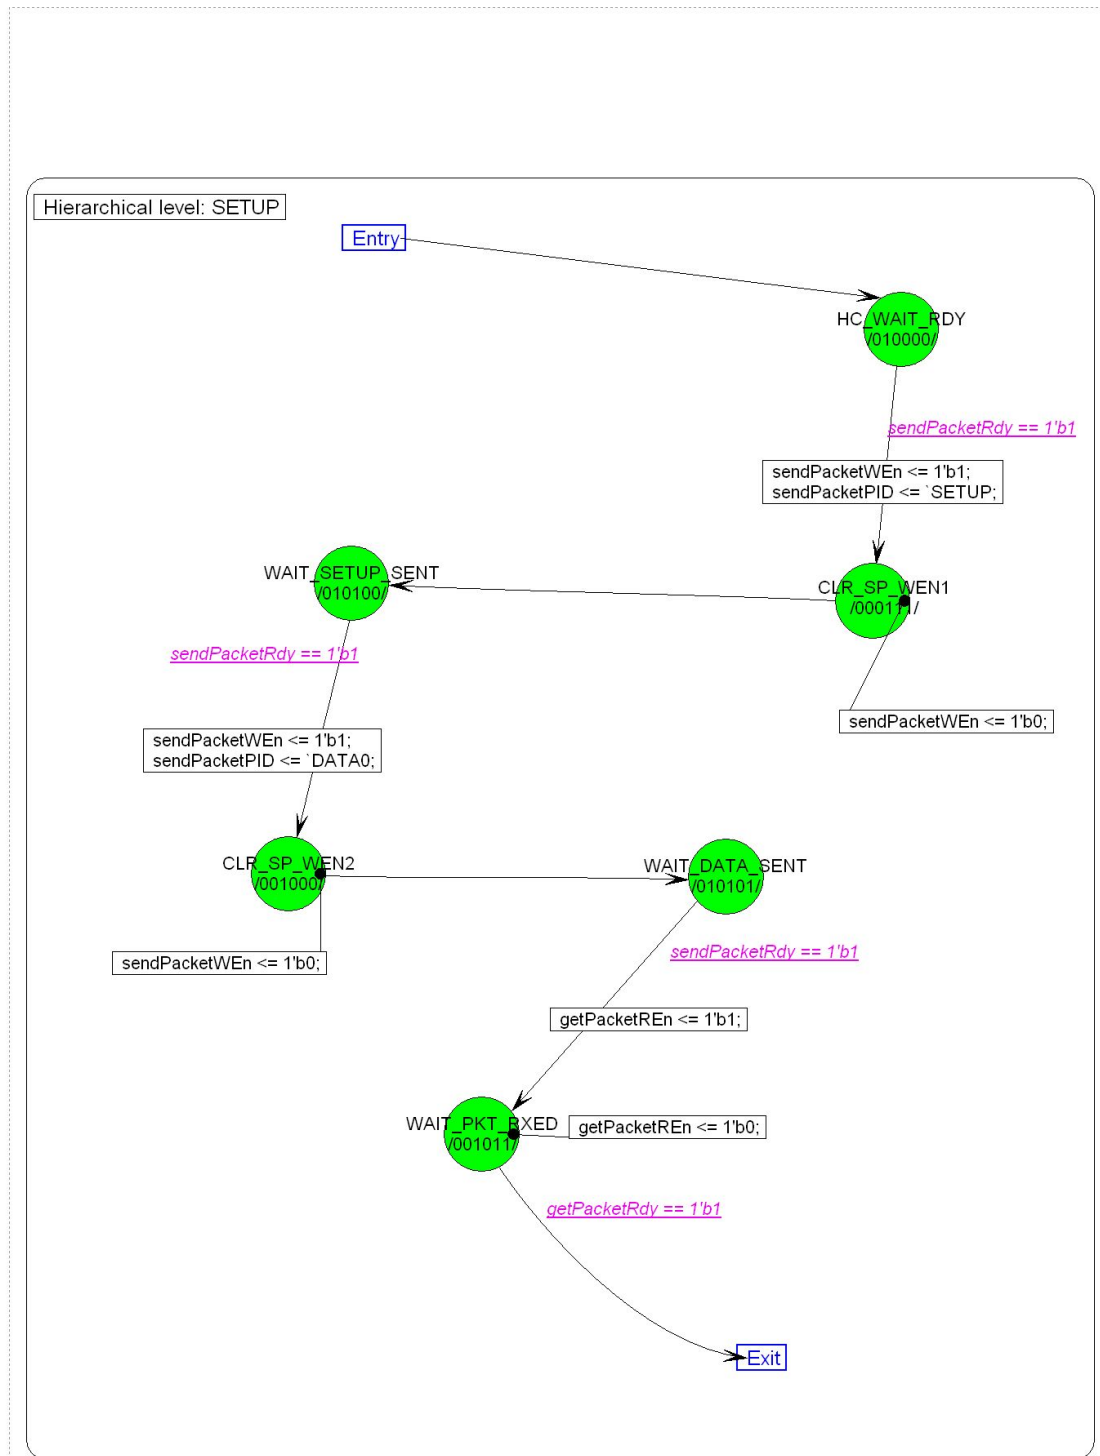 Hierarchical level: SETUP
Entry
HC_WAIT_RDY
/010000/
sendPacketRdy == 1'b1
sendPacketWEn <= 1'b1;
sendPacketPID <= `SETUP;
WAIT_SETUP_SENT
/010100/
CLR_SP_WEN1
/000111/
sendPacketRdy == 1'b1
sendPacketWEn <= 1'b0;
sendPacketWEn <= 1'b1;
sendPacketPID <= `DATA0;
CLR_SP_WEN2
/001000/
WAIT_DATA_SENT
/010101/
sendPacketWEn <= 1'b0;
sendPacketRdy == 1'b1
getPacketREn <= 1'b1;
WAIT_PKT_RXED
/001011/
getPacketREn <= 1'b0;
getPacketRdy == 1'b1
Exit